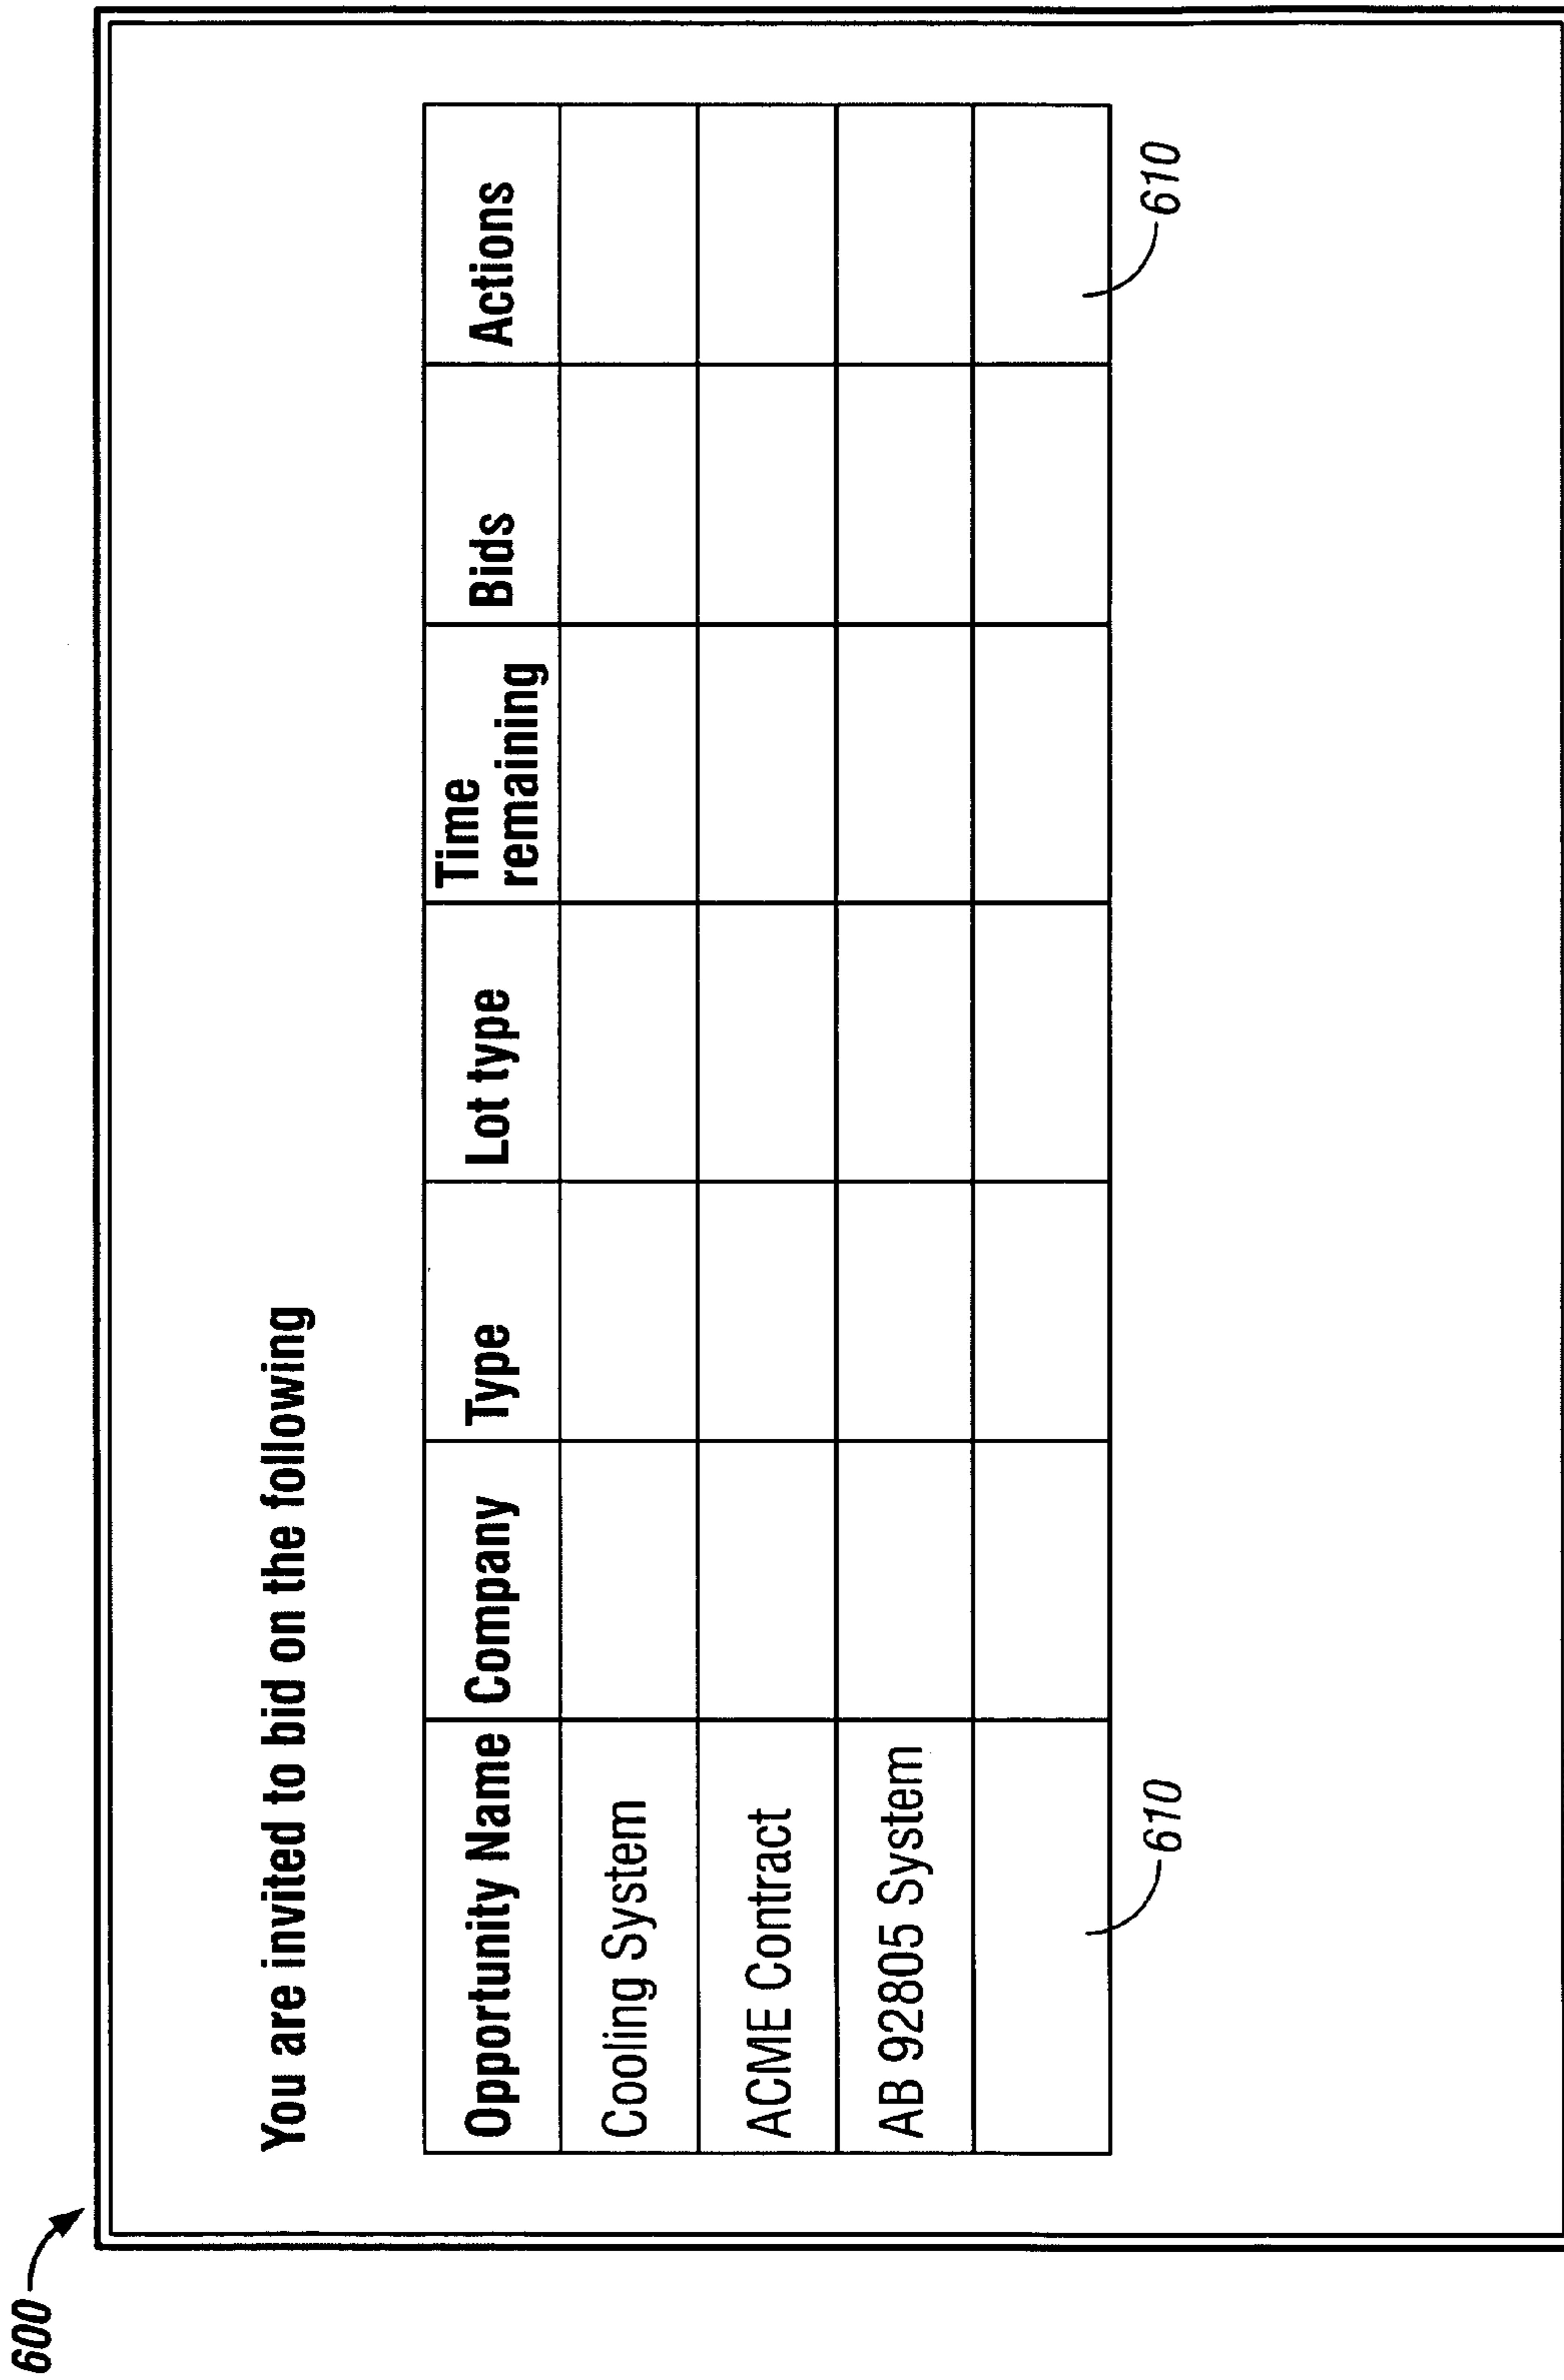 600
You are invited to bid on the following
Opportunity Name Company Type Lot type Time remaining Bids Actions
Cooling System
ACME Contract
AB 92805 System
610 610